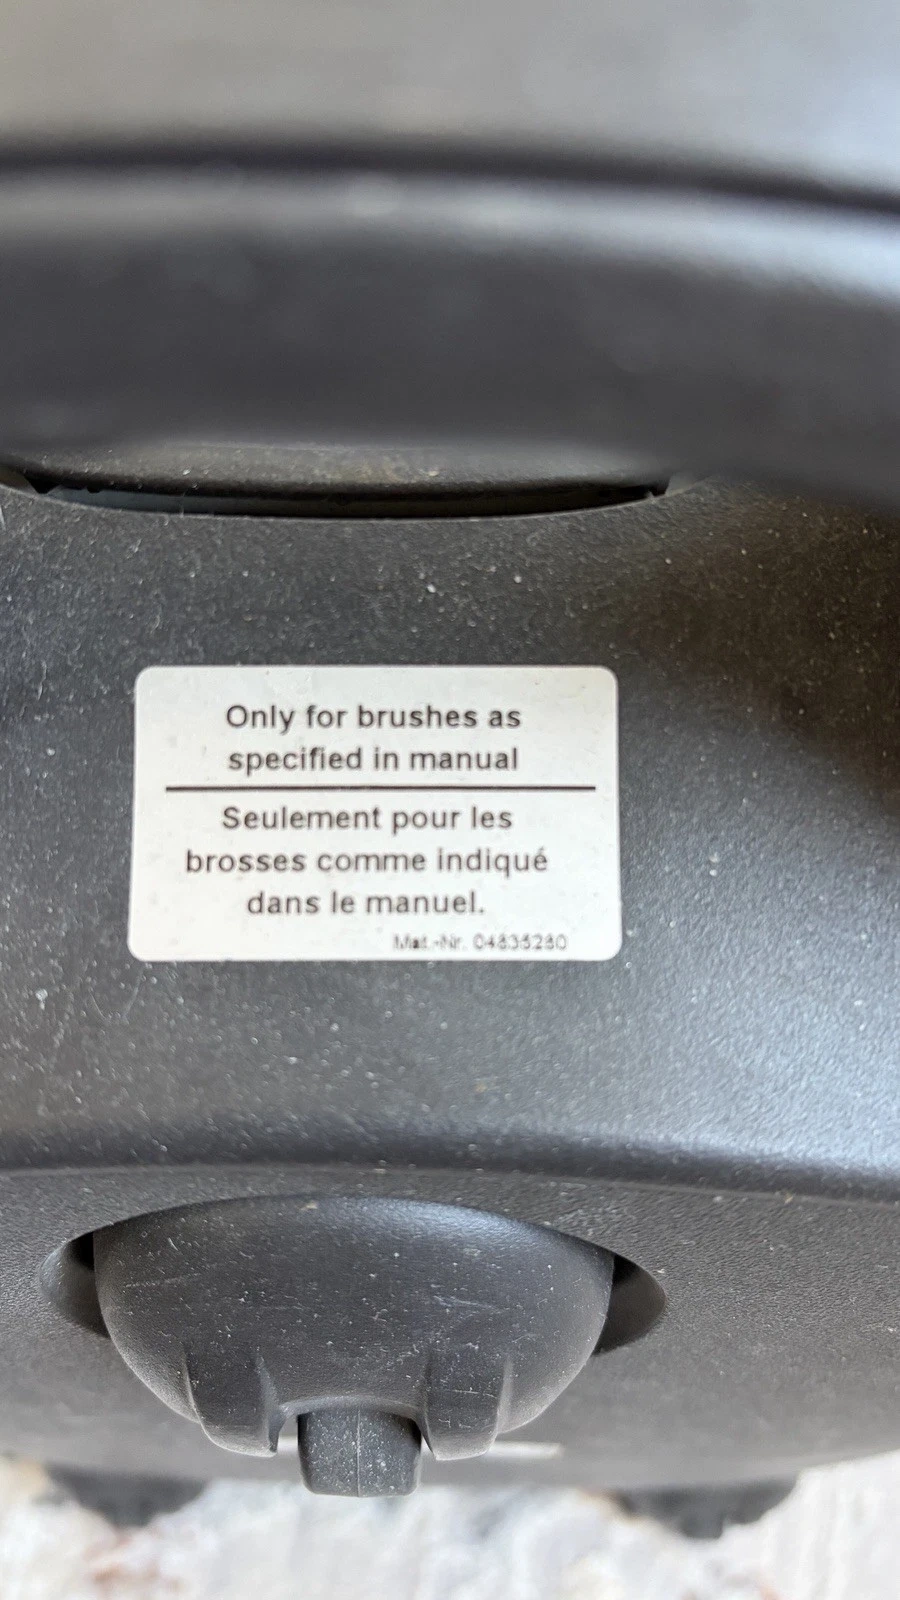 Only for brushes as
specified in manual
Seulement pour les
brosses comme indiqué
dans le manuel.
Mat.-Nr. 04835280